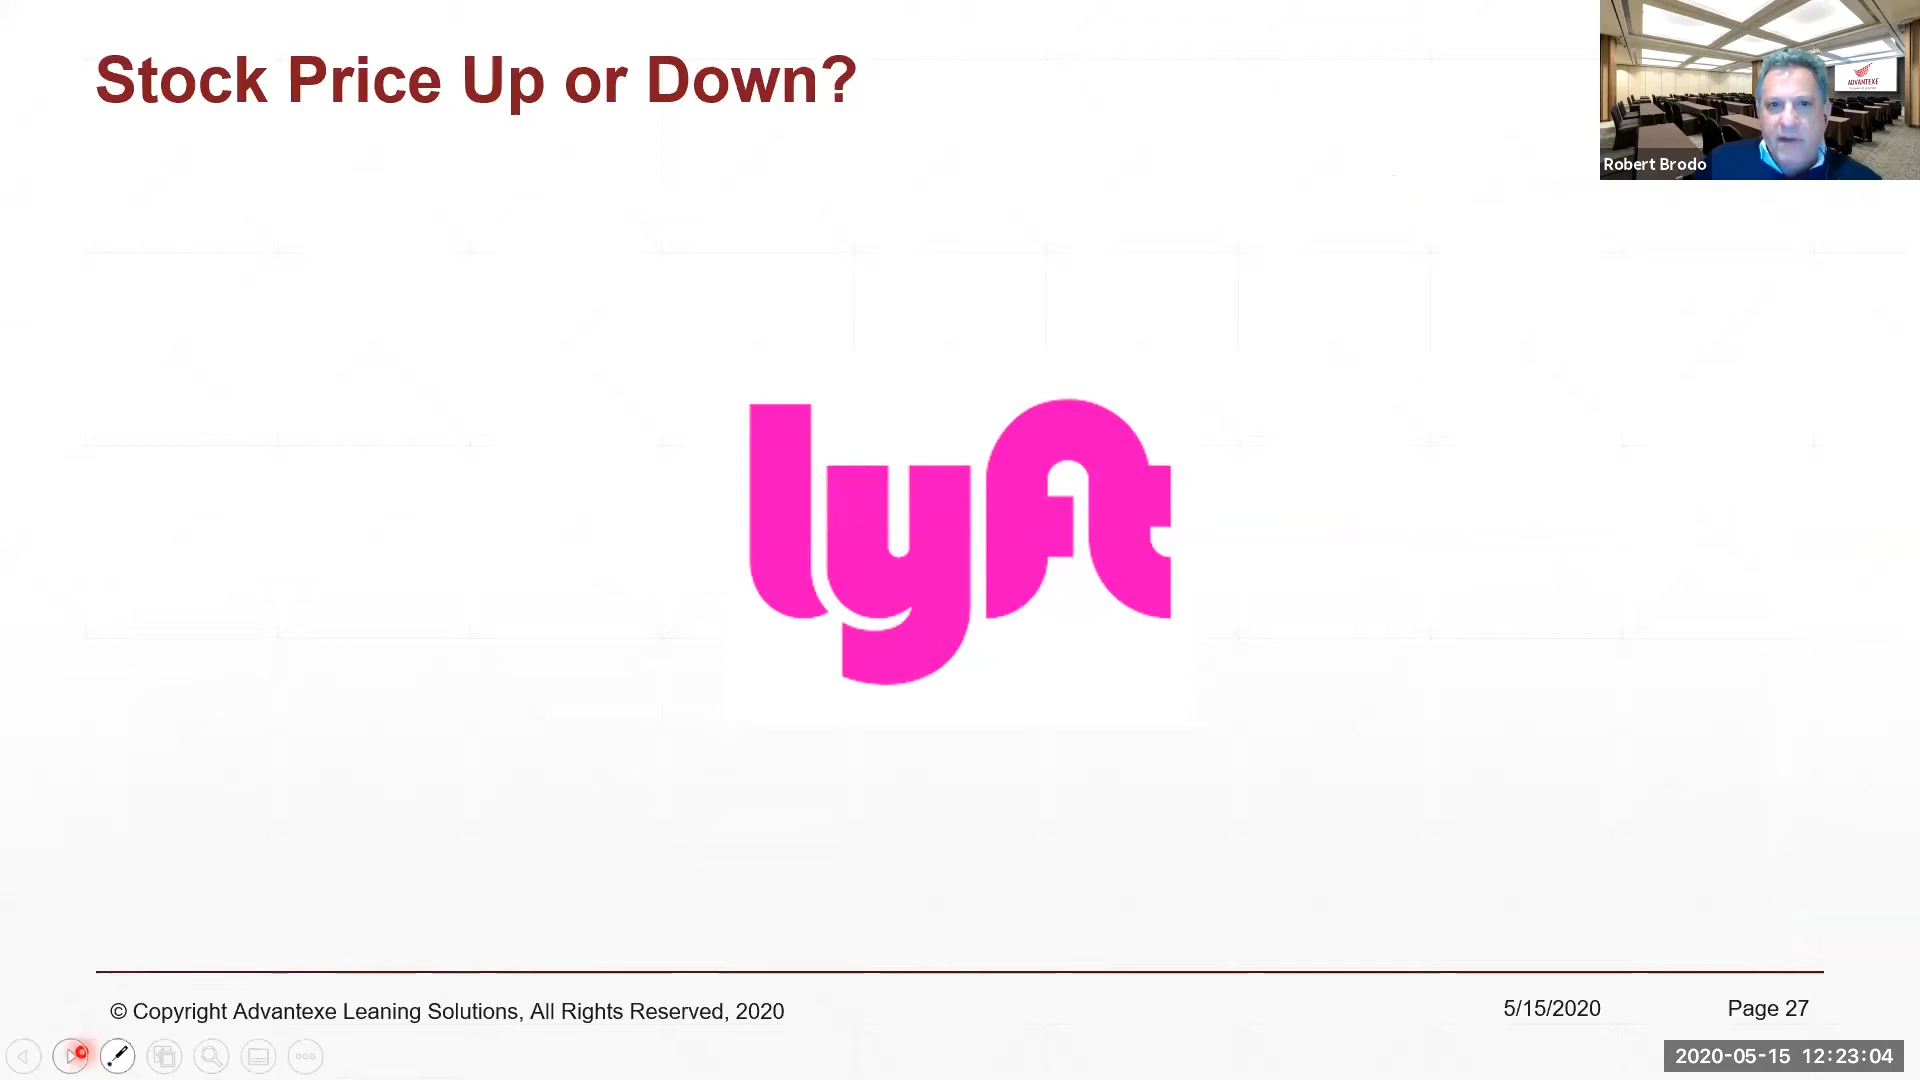 Stock Price Up or Down?
ADVANTEXE
Robert Brodo
lyft
© Copyright Advantexe Leaning Solutions, All Rights Reserved, 2020
5/15/2020
Page 27
2020-05-15 12:23:04